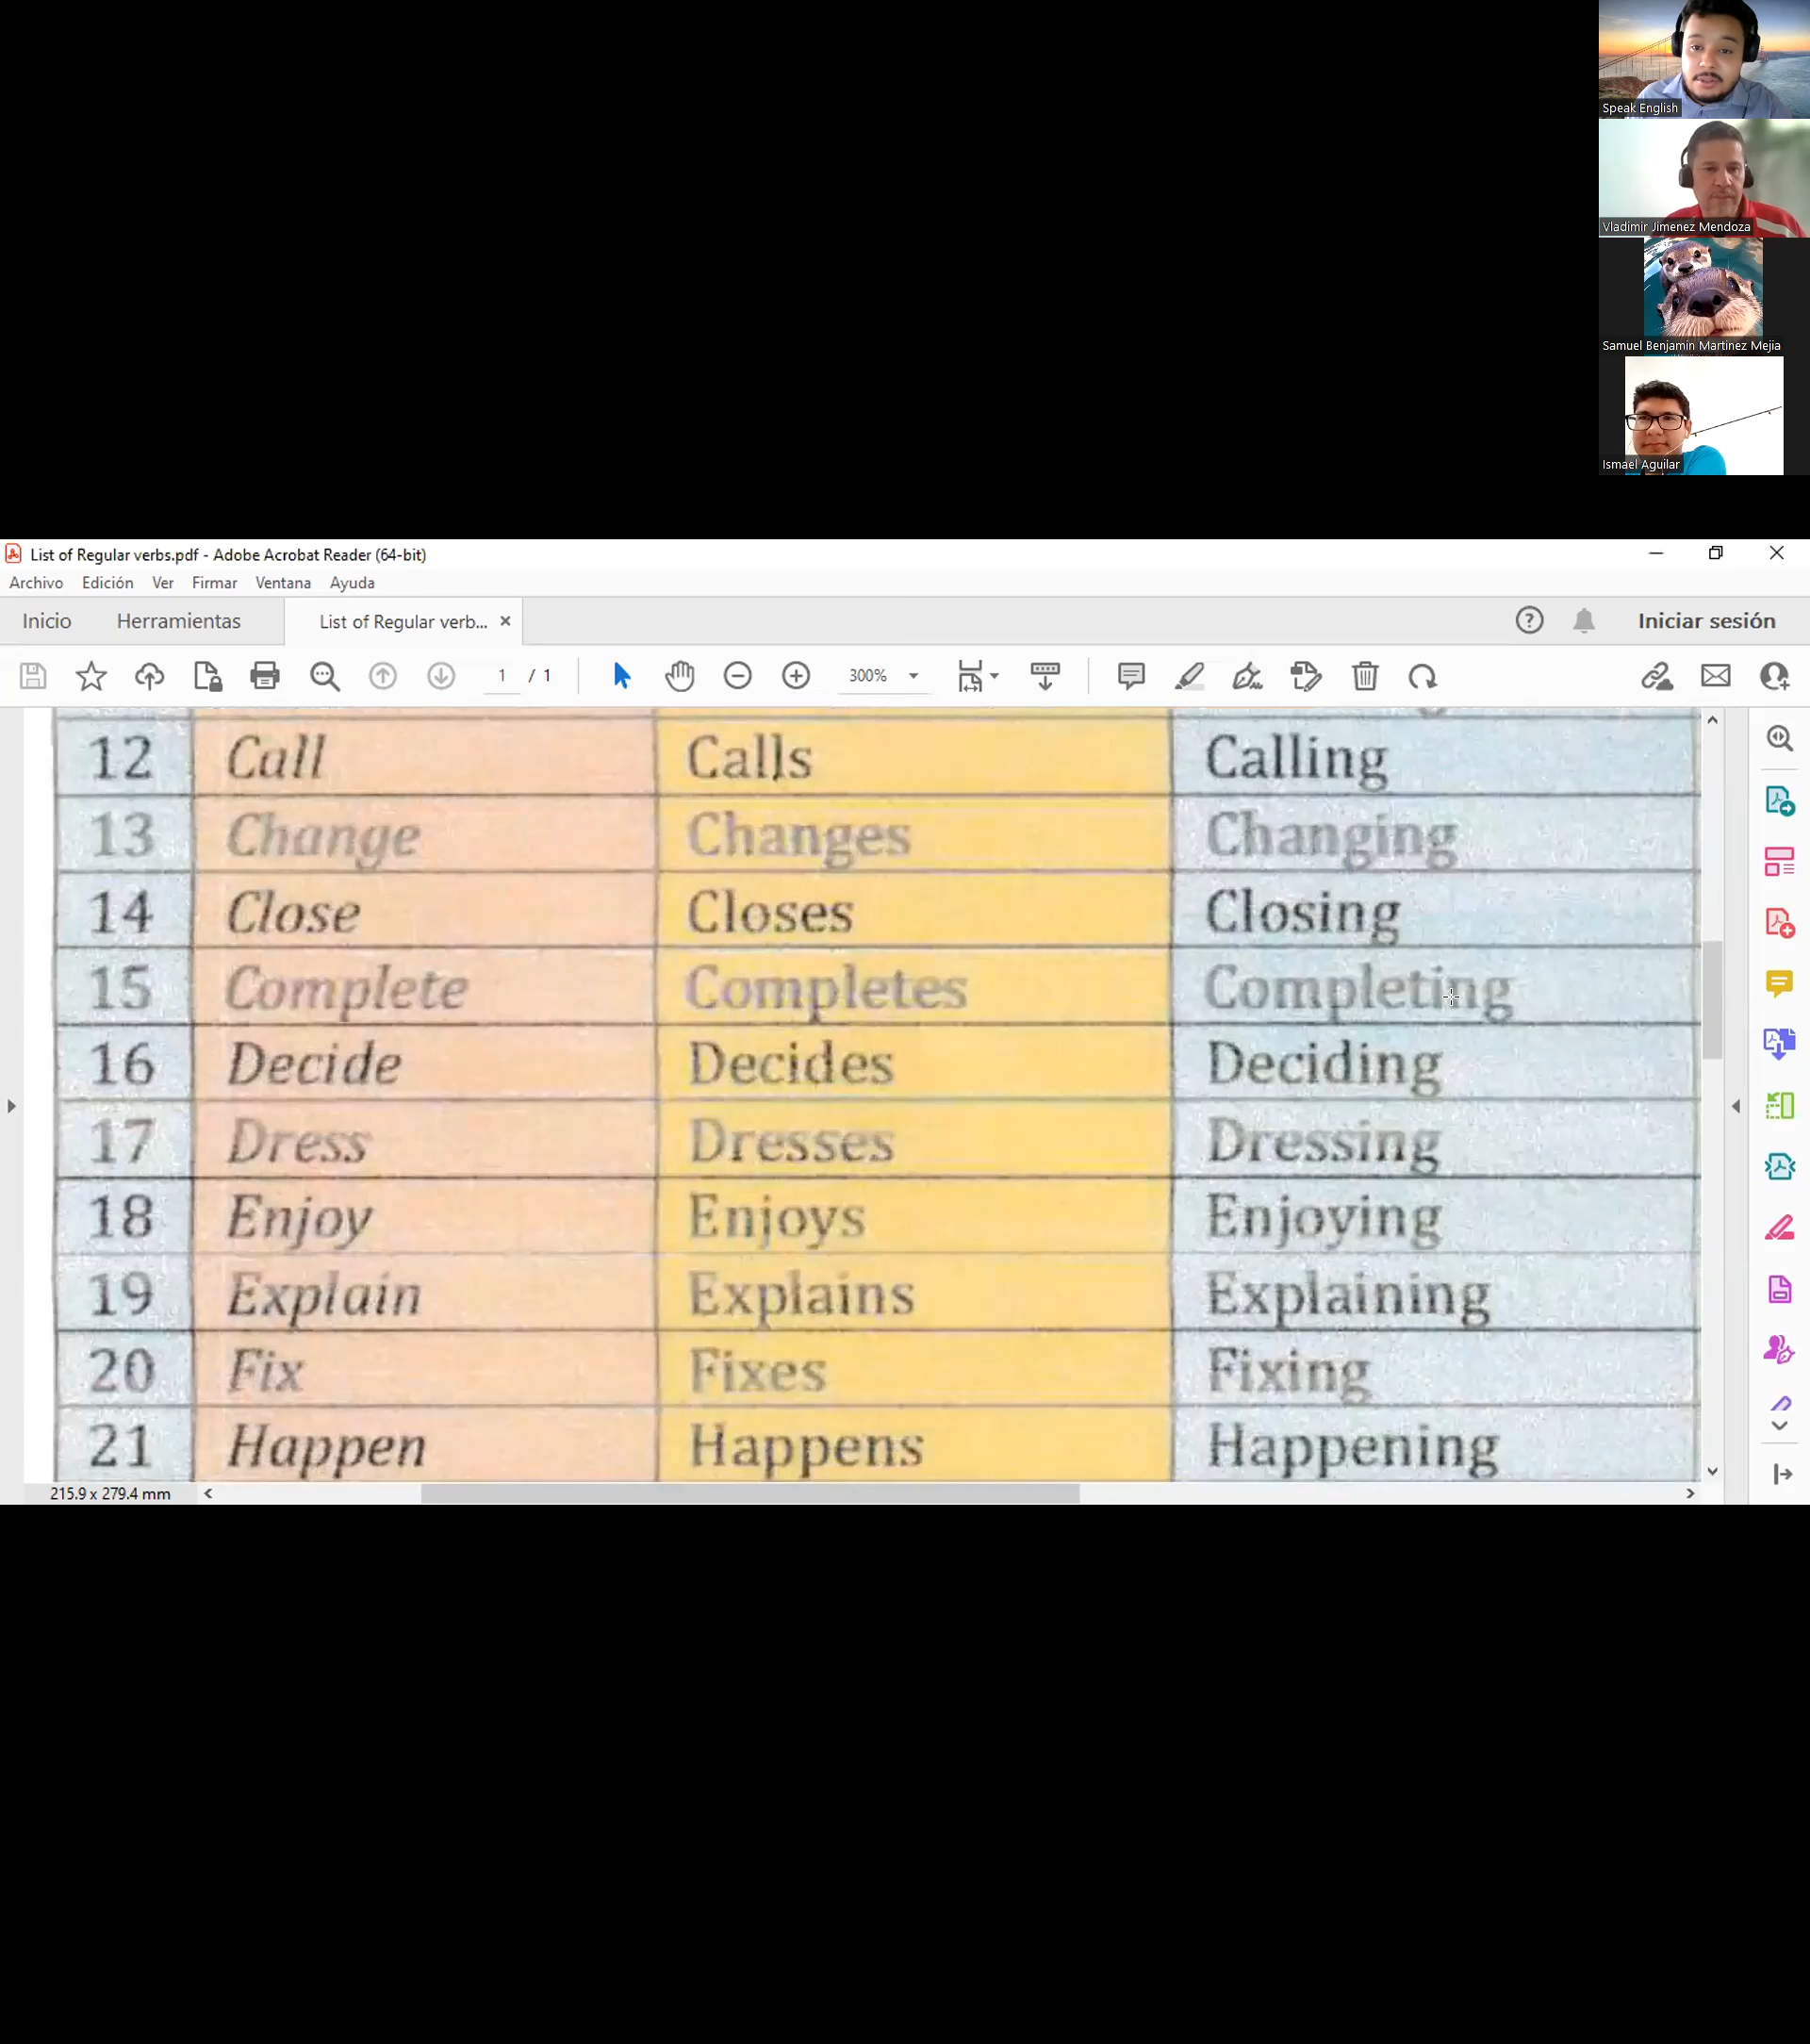 Speak English
Vladimir Jimenez Mendoza
Samuel Benjamin Martinez Mejia
Ismael Aguilar
List of Regular verbs.pdf - Adobe Acrobat Reader (64-bit)
Archivo Edición Ver Firmar Ventana Ayuda
Inicio Herramientas List of Regular verb... Iniciar sesión
1 / 1 300%
12 Call Calls Calling
13 Change Changes Changing
14 Close Closes Closing
15 Complete Completes Completing
16 Decide Decides Deciding
17 Dress Dresses Dressing
18 Enjoy Enjoys Enjoying
19 Explain Explains Explaining
20 Fix Fixes Fixing
21 Happen Happens Happening
215.9 x 279.4 mm